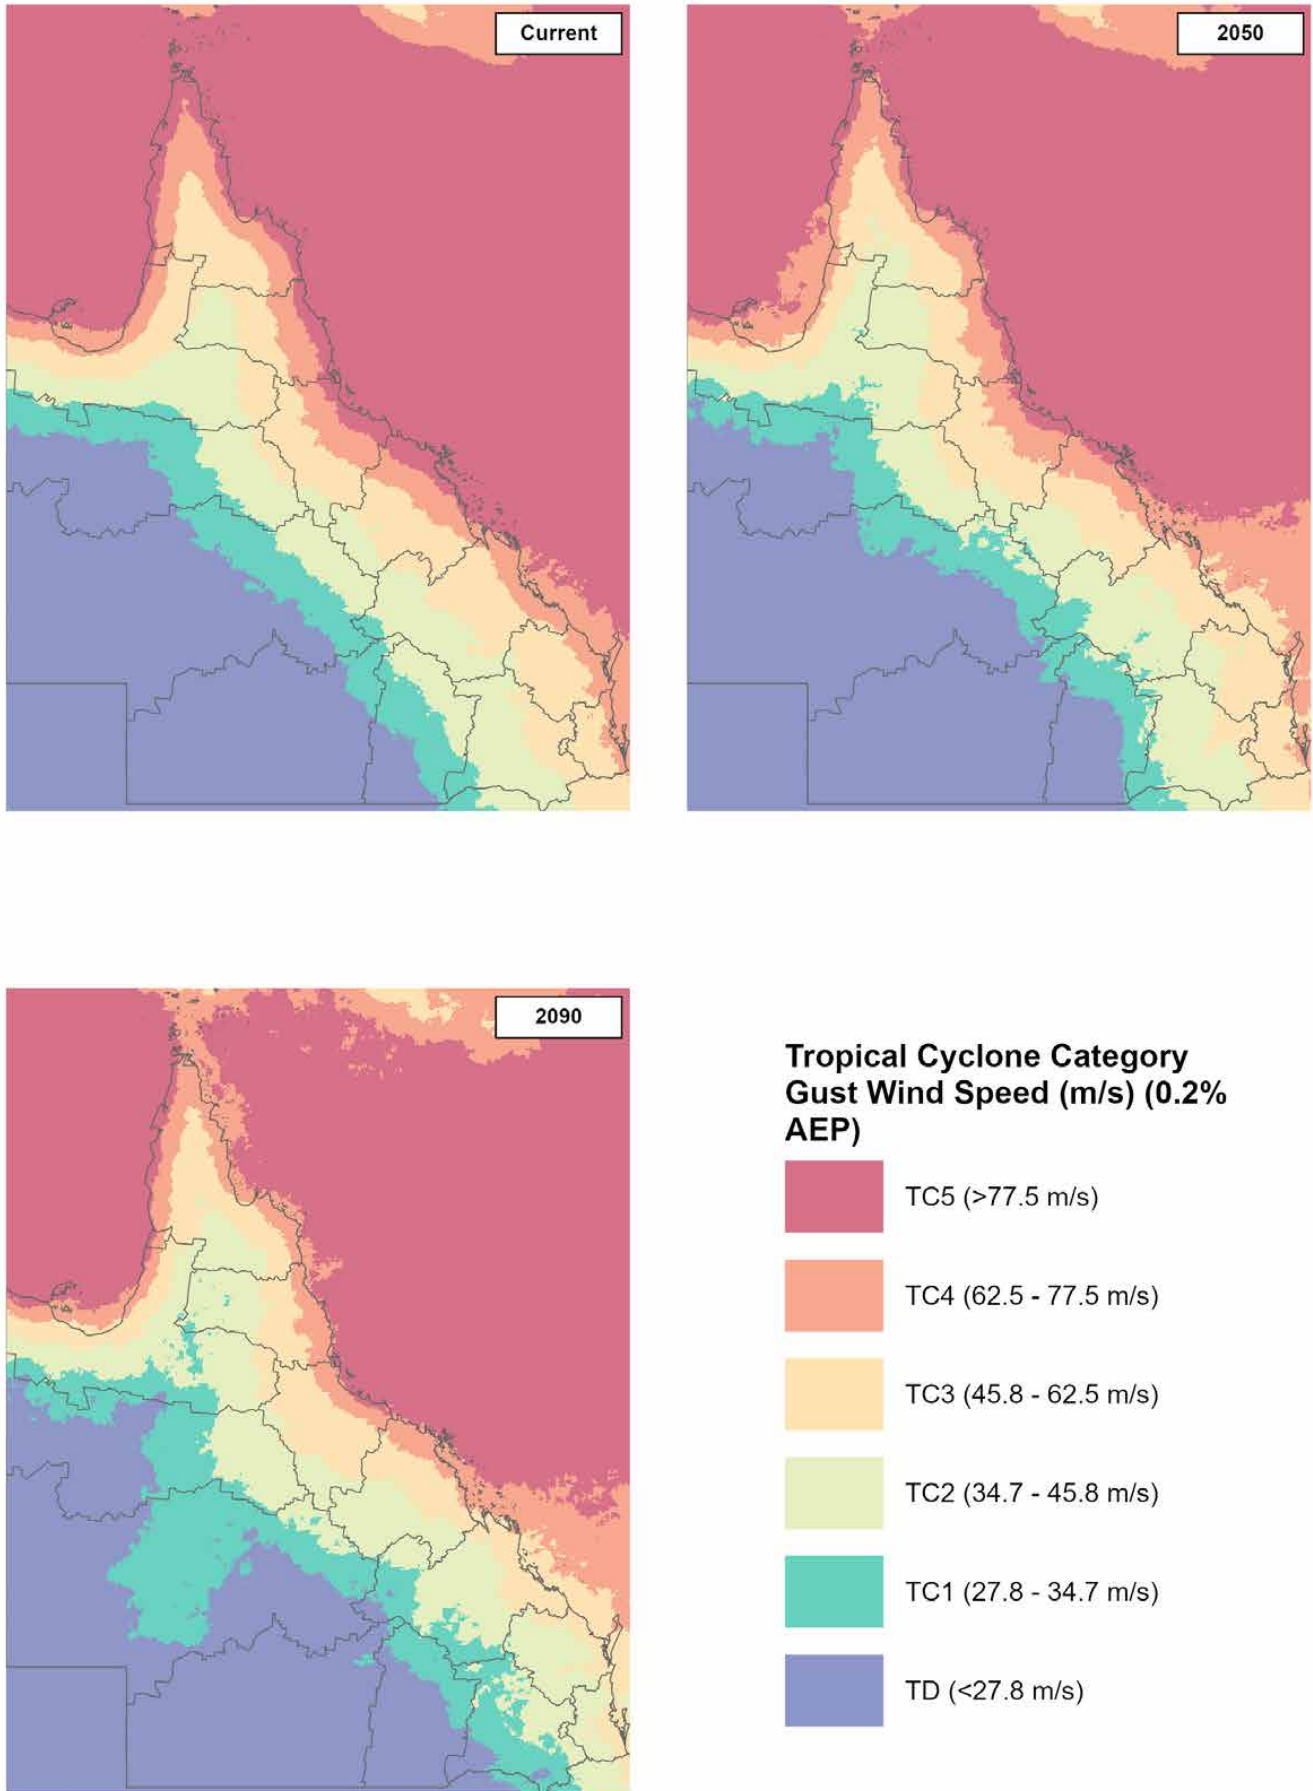 Current
2050
2090
Tropical Cyclone Category
Gust Wind Speed (m/s) (0.2%
AEP)
TC5 (>77.5 m/s)
TC4 (62.5 - 77.5 m/s)
TC3 (45.8 - 62.5 m/s)
TC2 (34.7 - 45.8 m/s)
TC1 (27.8 - 34.7 m/s)
TD (<27.8 m/s)